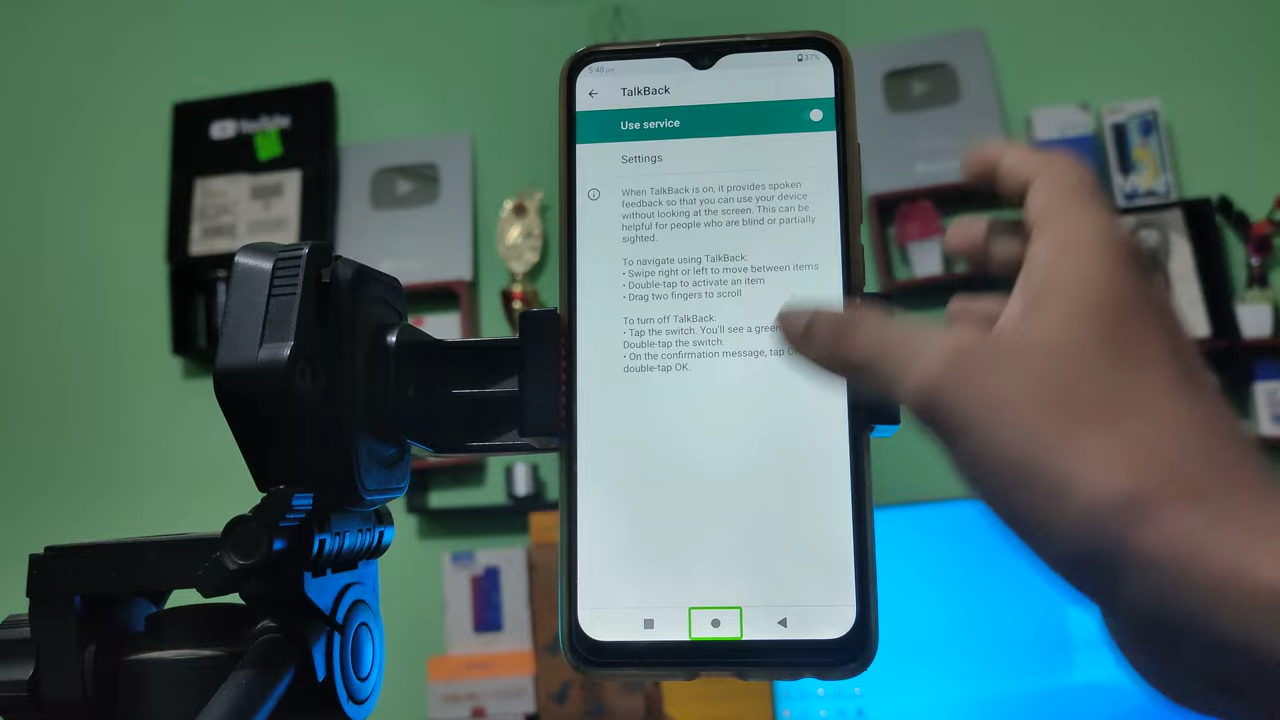 YouTube
5:48 pm
37%
TalkBack
Use service
Settings
When TalkBack is on, it provides spoken
feedback so that you can use your device
without looking at the screen. This can be
helpful for people who are blind or partially
sighted.
To navigate using TalkBack:
• Swipe right or left to move between items
• Double-tap to activate an item
• Drag two fingers to scroll
To turn off TalkBack:
• Tap the switch. You'll see a green
Double-tap the switch.
• On the confirmation message, tap
double-tap OK.